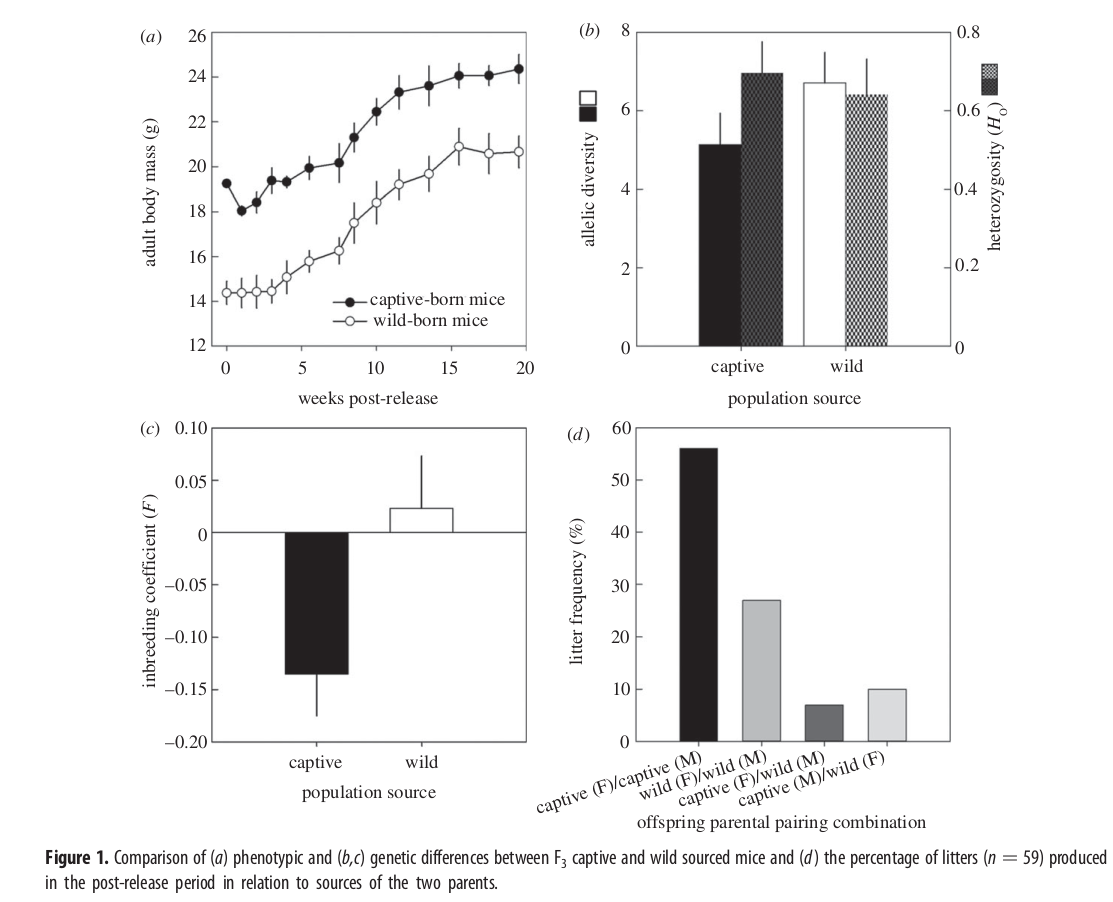 (a)
26
24
22
20
18
16
14
12
adult body mass (g)
captive-born mice
wild-born mice
0 5 10 15 20
weeks post-release
(b)
8
6
4
2
0
allelic diversity
0.8
0.6
0.4
0.2
0
heterozygosity (HO)
captive wild
population source
(c)
0.10
0.05
0
–0.05
–0.10
–0.15
–0.20
inbreeding coefficient (F)
captive wild
population source
(d)
60
50
40
30
20
10
0
litter frequency (%)
captive (F)/captive (M)
wild (F)/wild (M)
captive (F)/wild (M)
captive (M)/wild (F)
offspring parental pairing combination
Figure 1. Comparison of (a) phenotypic and (b,c) genetic differences between F3 captive and wild sourced mice and (d) the percentage of litters (n = 59) produced
in the post-release period in relation to sources of the two parents.